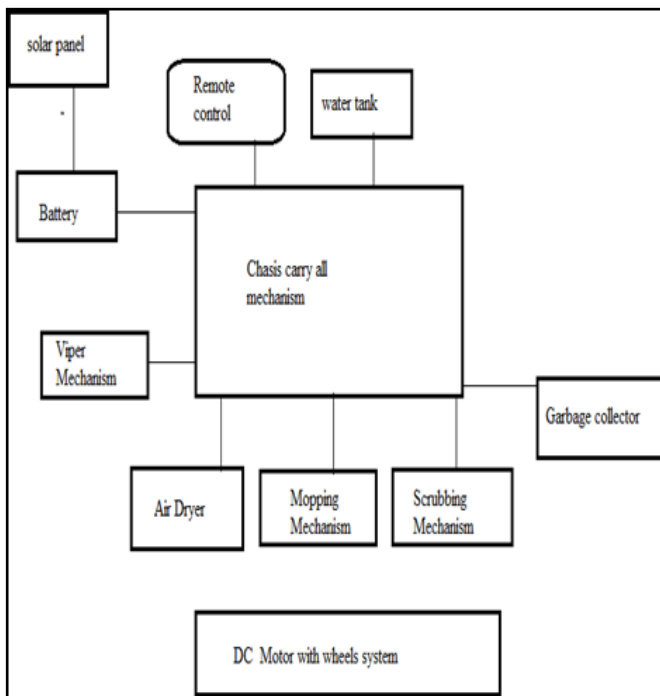 solar panel
Remote
control
water tank
Battery
Chasis carry all
mechanism
Viper
Mechanism
Garbage collector
Air Dryer
Mopping
Mechanism
Scrubbing
Mechanism
DC Motor with wheels system